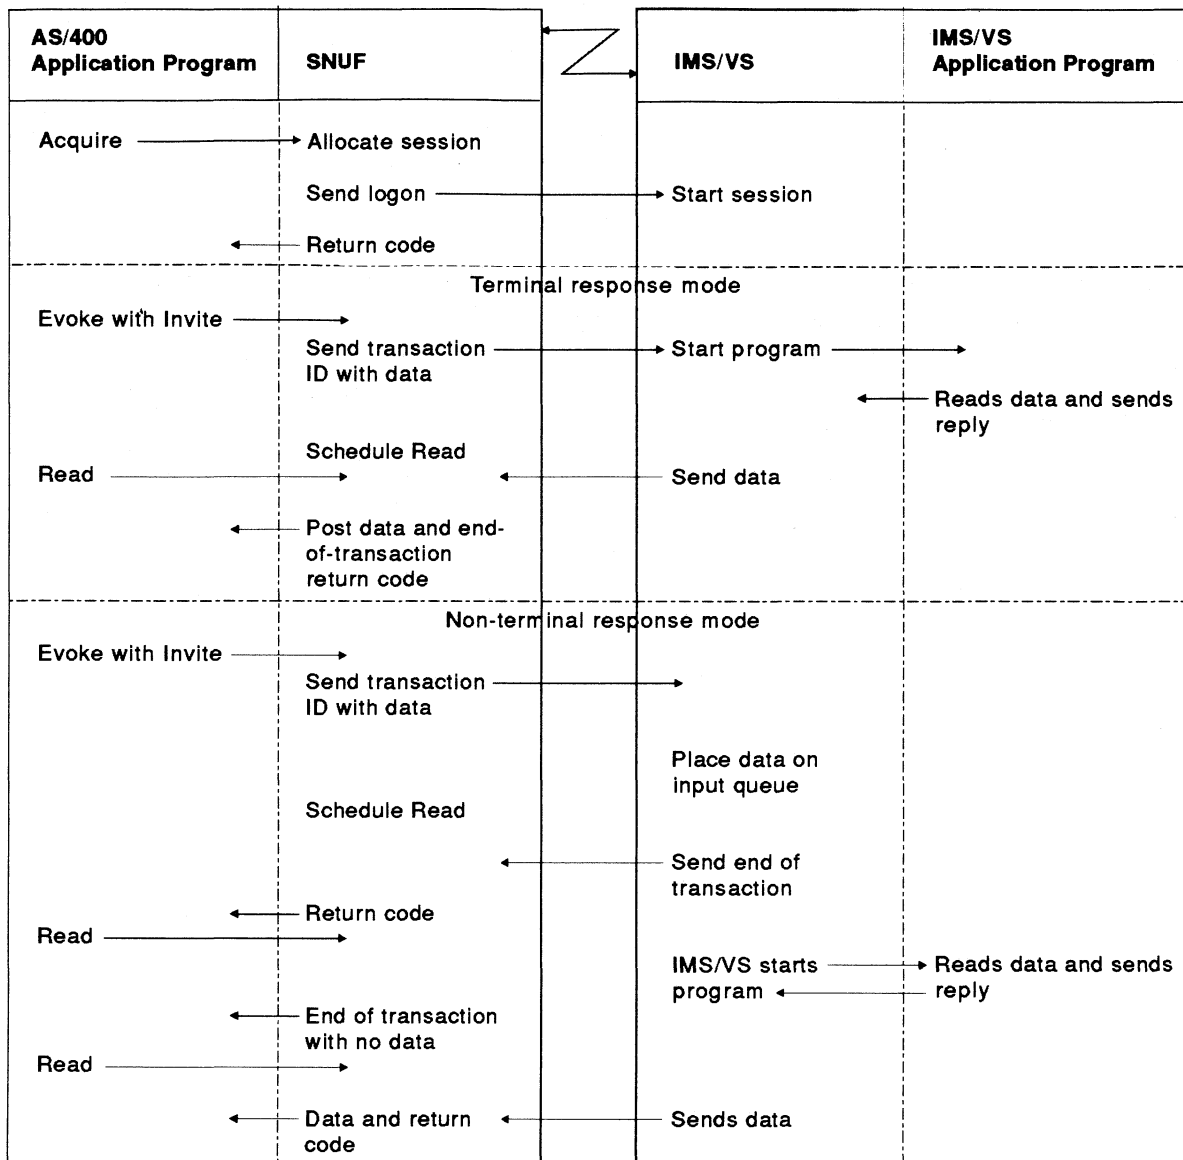 AS/400
Application Program
SNUF
IMS/VS
IMS/VS
Application Program
Acquire
Allocate session
Send logon
Start session
Return code
Terminal response mode
Evoke with Invite
Send transaction
ID with data
Start program
Reads data and sends
reply
Schedule Read
Read
Send data
Post data and end-
of-transaction
return code
Non-terminal response mode
Evoke with Invite
Send transaction
ID with data
Place data on
input queue
Schedule Read
Send end of
transaction
Return code
Read
IMS/VS starts
program
Reads data and sends
reply
End of transaction
with no data
Read
Data and return
code
Sends data